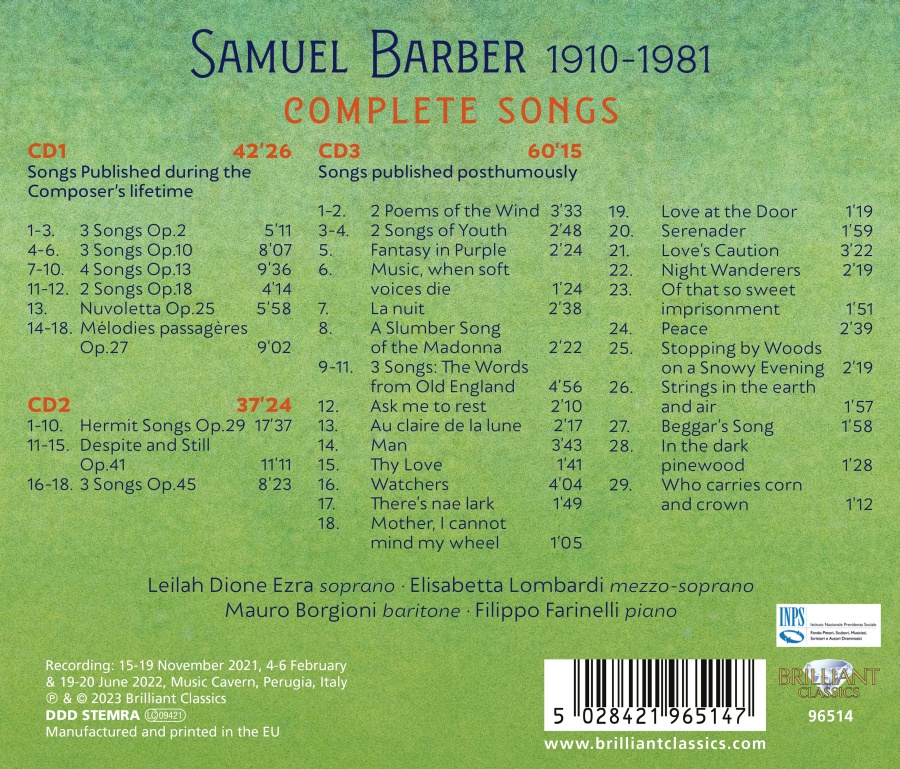 SAMUEL BARBER 1910-1981
COMPLETE SONGS
CD1 42'26
Songs Published during the
Composer's lifetime
1-3. 3 Songs Op.2 5'11
4-6. 3 Songs Op.10 8'07
7-10. 4 Songs Op.13 9'36
11-12. 2 Songs Op.18 4'14
13. Nuvoletta Op.25 5'58
14-18. Mélodies passagères
Op.27 9'02
CD2 37'24
1-10. Hermit Songs Op.29 17'37
11-15. Despite and Still
Op.41 11'11
16-18. 3 Songs Op.45 8'23
CD3 60'15
Songs published posthumously
1-2. 2 Poems of the Wind 3'33
3-4. 2 Songs of Youth 2'48
5. Fantasy in Purple 2'24
6. Music, when soft
voices die 1'24
7. La nuit 2'38
8. A Slumber Song
of the Madonna 2'22
9-11. 3 Songs: The Words
from Old England 4'56
12. Ask me to rest 2'10
13. Au claire de la lune 2'17
14. Man 3'43
15. Thy Love 1'41
16. Watchers 4'04
17. There's nae lark 1'49
18. Mother, I cannot
mind my wheel 1'05
19. Love at the Door 1'19
20. Serenader 1'59
21. Love's Caution 3'22
22. Night Wanderers 2'19
23. Of that so sweet
imprisonment 1'51
24. Peace 2'39
25. Stopping by Woods
on a Snowy Evening 2'19
26. Strings in the earth
and air 1'57
27. Beggar's Song 1'58
28. In the dark
pinewood 1'28
29. Who carries corn
and crown 1'12
Leilah Dione Ezra soprano · Elisabetta Lombardi mezzo-soprano
Mauro Borgioni baritone · Filippo Farinelli piano
INPS
Istituto Nazionale Previdenza Sociale
Fondo Pittori, Scultori, Musicisti,
Scrittori e Autori Drammatici
Recording: 15-19 November 2021, 4-6 February
& 19-20 June 2022, Music Cavern, Perugia, Italy
℗ & © 2023 Brilliant Classics
DDD STEMRA LC 09421
Manufactured and printed in the EU
5 028421 965147
www.brilliantclassics.com
BRILLIANT
CLASSICS
96514